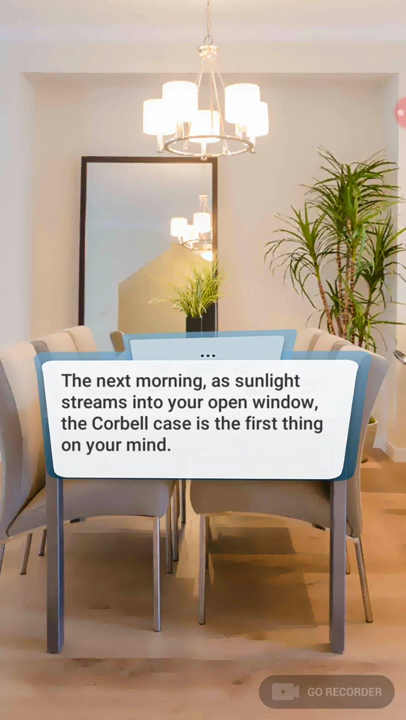 ...
The next morning, as sunlight
streams into your open window,
the Corbell case is the first thing
on your mind.
GO RECORDER